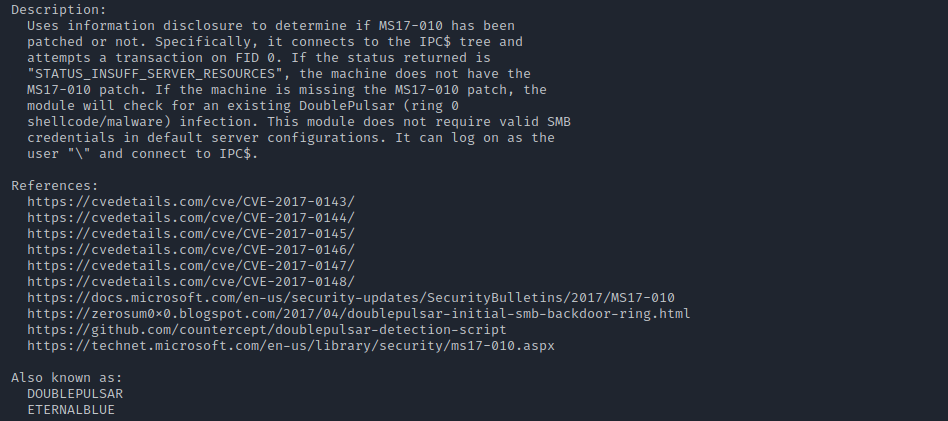 Description:
Uses information disclosure to determine if MS17-010 has been
patched or not. Specifically, it connects to the IPC$ tree and
attempts a transaction on FID 0. If the status returned is
"STATUS_INSUFF_SERVER_RESOURCES", the machine does not have the
MS17-010 patch. If the machine is missing the MS17-010 patch, the
module will check for an existing DoublePulsar (ring 0
shellcode/malware) infection. This module does not require valid SMB
credentials in default server configurations. It can log on as the
user "\" and connect to IPC$.
References:
https://cvedetails.com/cve/CVE-2017-0143/
https://cvedetails.com/cve/CVE-2017-0144/
https://cvedetails.com/cve/CVE-2017-0145/
https://cvedetails.com/cve/CVE-2017-0146/
https://cvedetails.com/cve/CVE-2017-0147/
https://cvedetails.com/cve/CVE-2017-0148/
https://docs.microsoft.com/en-us/security-updates/SecurityBulletins/2017/MS17-010
https://zerosum0×0.blogspot.com/2017/04/doublepulsar-initial-smb-backdoor-ring.html
https://github.com/countercept/doublepulsar-detection-script
https://technet.microsoft.com/en-us/library/security/ms17-010.aspx
Also known as:
DOUBLEPULSAR
ETERNALBLUE